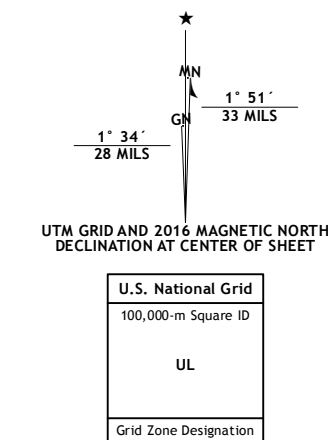 ★
MN
1° 51´
33 MILS
GN
1° 34´
28 MILS
UTM GRID AND 2016 MAGNETIC NORTH
DECLINATION AT CENTER OF SHEET
U.S. National Grid
100,000-m Square ID
UL
Grid Zone Designation